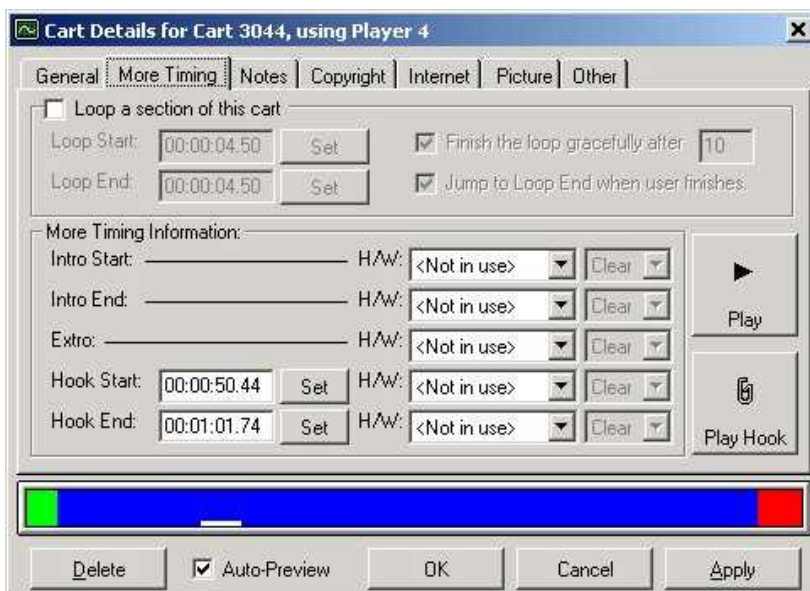 Cart Details for Cart 3044, using Player 4
General More Timing Notes Copyright Internet Picture Other
Loop a section of this cart
Loop Start: 00:00:04.50 Set Finish the loop gracefully after 10
Loop End: 00:00:04.50 Set Jump to Loop End when user finishes.
More Timing Information:
Intro Start: H/W: <Not in use> Clear
Intro End: H/W: <Not in use> Clear
Play
Extro: H/W: <Not in use> Clear
Hook Start: 00:00:50.44 Set H/W: <Not in use> Clear
Hook End: 00:01:01.74 Set H/W: <Not in use> Clear
Play Hook
Delete Auto-Preview OK Cancel Apply